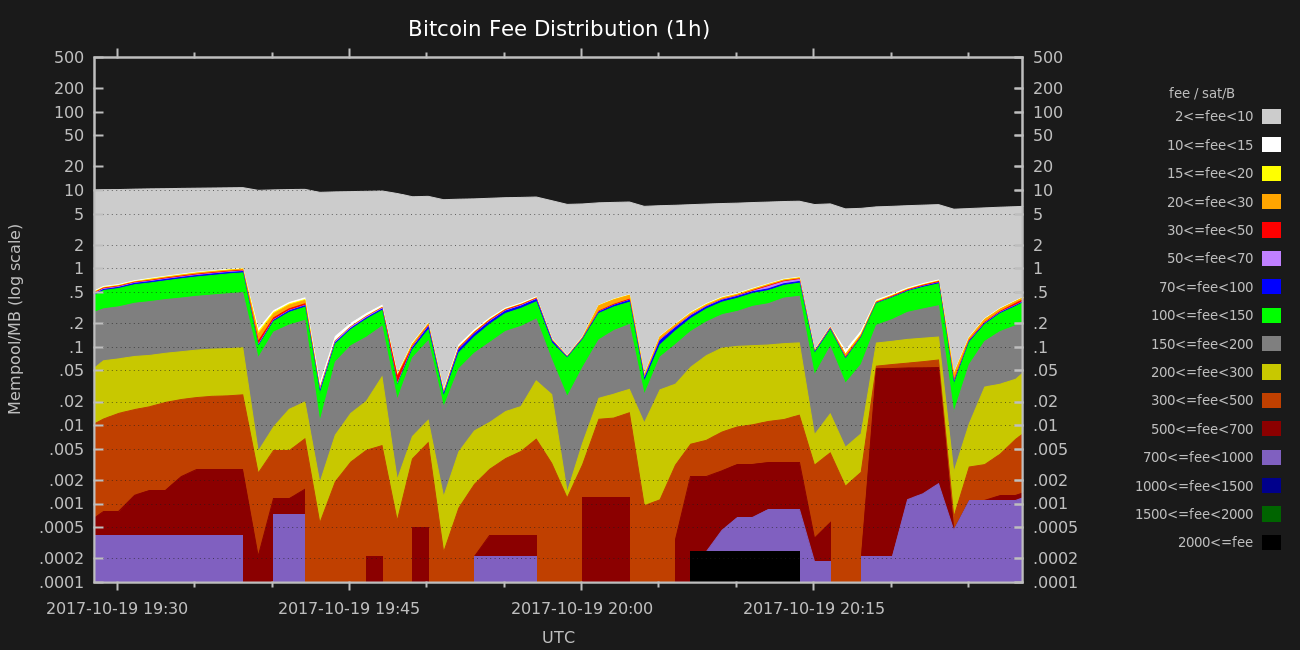 Bitcoin Fee Distribution (1h)
500
200
100
50
20
10
5
2
1
.5
.2
.1
.05
.02
.01
.005
.002
.001
.0005
.0002
.0001
Mempool/MB (log scale)
500
200
100
50
20
10
5
2
1
.5
.2
.1
.05
.02
.01
.005
.002
.001
.0005
.0002
.0001
2017-10-19 19:30
2017-10-19 19:45
2017-10-19 20:00
2017-10-19 20:15
UTC
fee / sat/B
2<=fee<10
10<=fee<15
15<=fee<20
20<=fee<30
30<=fee<50
50<=fee<70
70<=fee<100
100<=fee<150
150<=fee<200
200<=fee<300
300<=fee<500
500<=fee<700
700<=fee<1000
1000<=fee<1500
1500<=fee<2000
2000<=fee